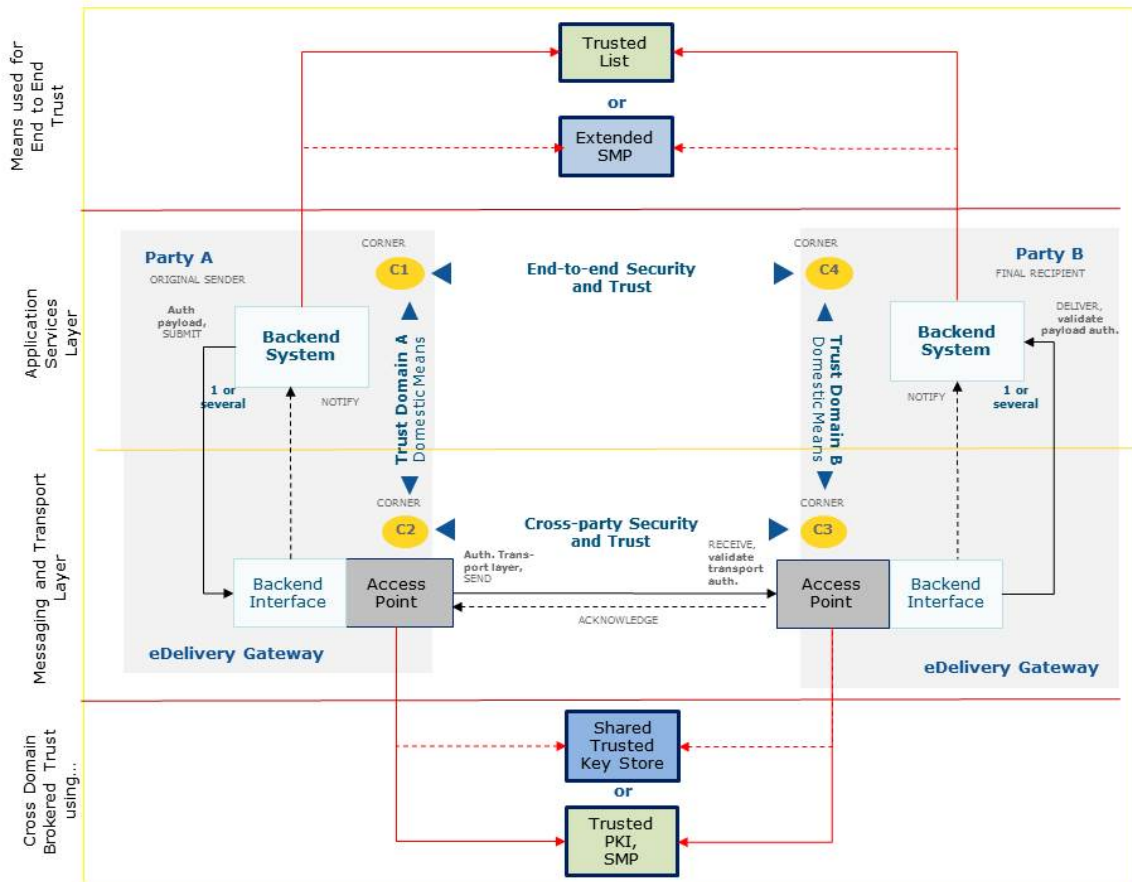 Means used for
End to End
Trust
Trusted
List
or
Extended
SMP
Application
Services
Layer
Party A
ORIGINAL SENDER
CORNER
C1
End-to-end Security
and Trust
CORNER
C4
Party B
FINAL RECIPIENT
Auth
payload,
SUBMIT
Backend
System
1 or
several
NOTIFY
Trust Domain A
Domestic Means
Trust Domain B
Domestic Means
Backend
System
DELIVER,
validate
payload auth.
NOTIFY
1 or
several
Messaging and Transport
Layer
CORNER
C2
Cross-party Security
and Trust
CORNER
C3
Backend
Interface
Access
Point
Auth. Trans-
port layer,
SEND
RECEIVE,
validate
transport
auth.
ACKNOWLEDGE
Access
Point
Backend
Interface
eDelivery Gateway
eDelivery Gateway
Cross Domain
Brokered Trust
using...
Shared
Trusted
Key Store
or
Trusted
PKI,
SMP